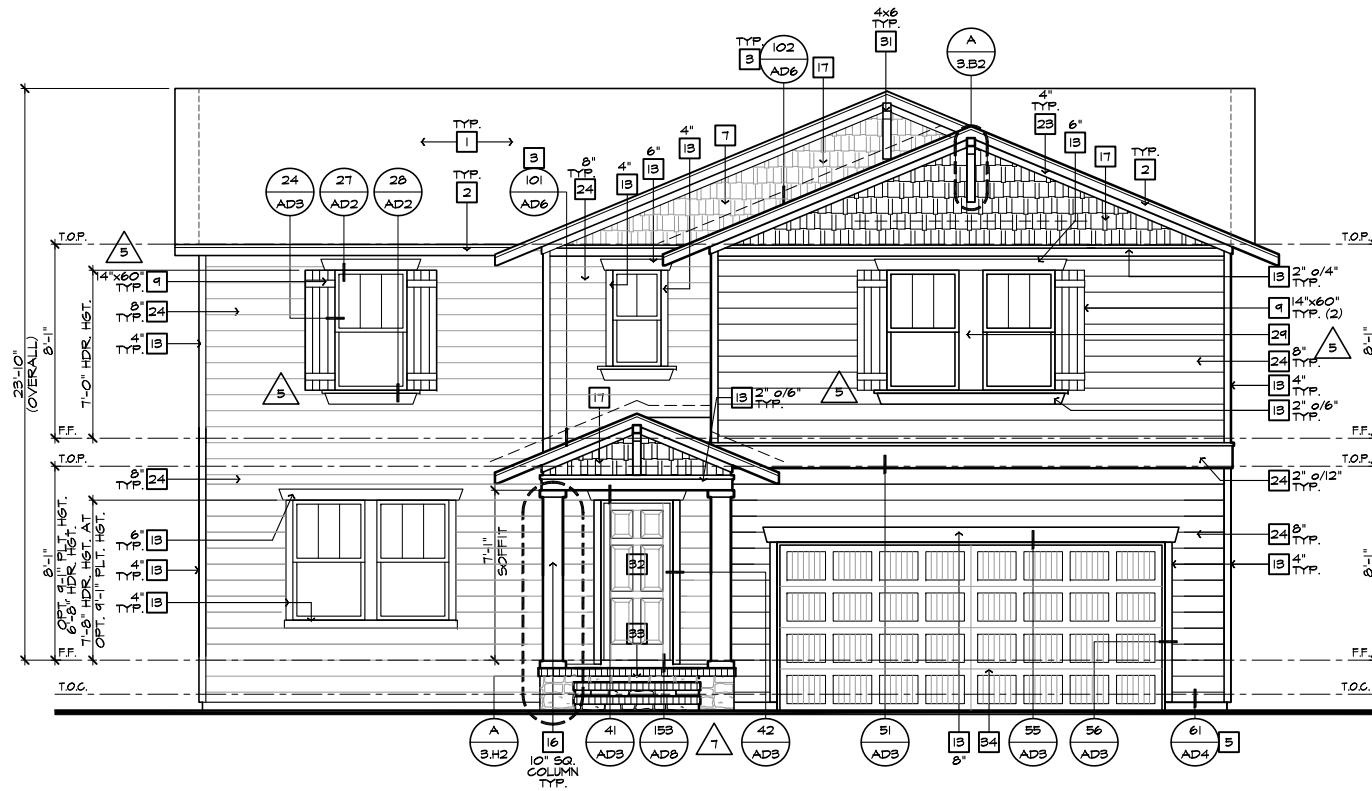 4x6
TYP.
31
TYP.
3
102
AD6
17
A
3.B2
4"
TYP.
23
6"
13
17
TYP.
2
TYP.
1
3
101
AD6
8"
TYP.
24
4"
13
6"
13
4"
13
7
24
AD3
27
AD2
28
AD2
TYP.
2
T.O.P.
5
T.O.P.
14"x60"
TYP.
9
8"
TYP.
24
4"
TYP.
13
5
13
2" o/4"
TYP.
9
14"x60"
TYP. (2)
29
5
24
8"
TYP.
13
4"
TYP.
13
2" o/6"
TYP.
5
17
13
2" o/6"
TYP.
23'-10"
(OVERALL)
8'-1"
7'-0" HDR. HGT.
8'-1"
F.F.
F.F.
T.O.P.
T.O.P.
8"
TYP.
24
24
2" o/12"
24
8"
13
4"
TYP.
6"
TYP.
13
4"
TYP.
13
4"
TYP.
13
8'-1"
OPT. 9'-1" PLT. HGT.
6'-8" HDR. HGT.
7'-8" HDR. HGT. AT
OPT. 9'-1" PLT. HGT.
7'-1"
SOFFIT
32
33
8'-1"
F.F.
F.F.
T.O.C.
T.O.C.
A
3.H2
16
10" SQ.
COLUMN
TYP.
41
AD3
153
AD8
7
42
AD3
51
AD3
13
8"
34
55
AD3
56
AD3
61
AD4
5